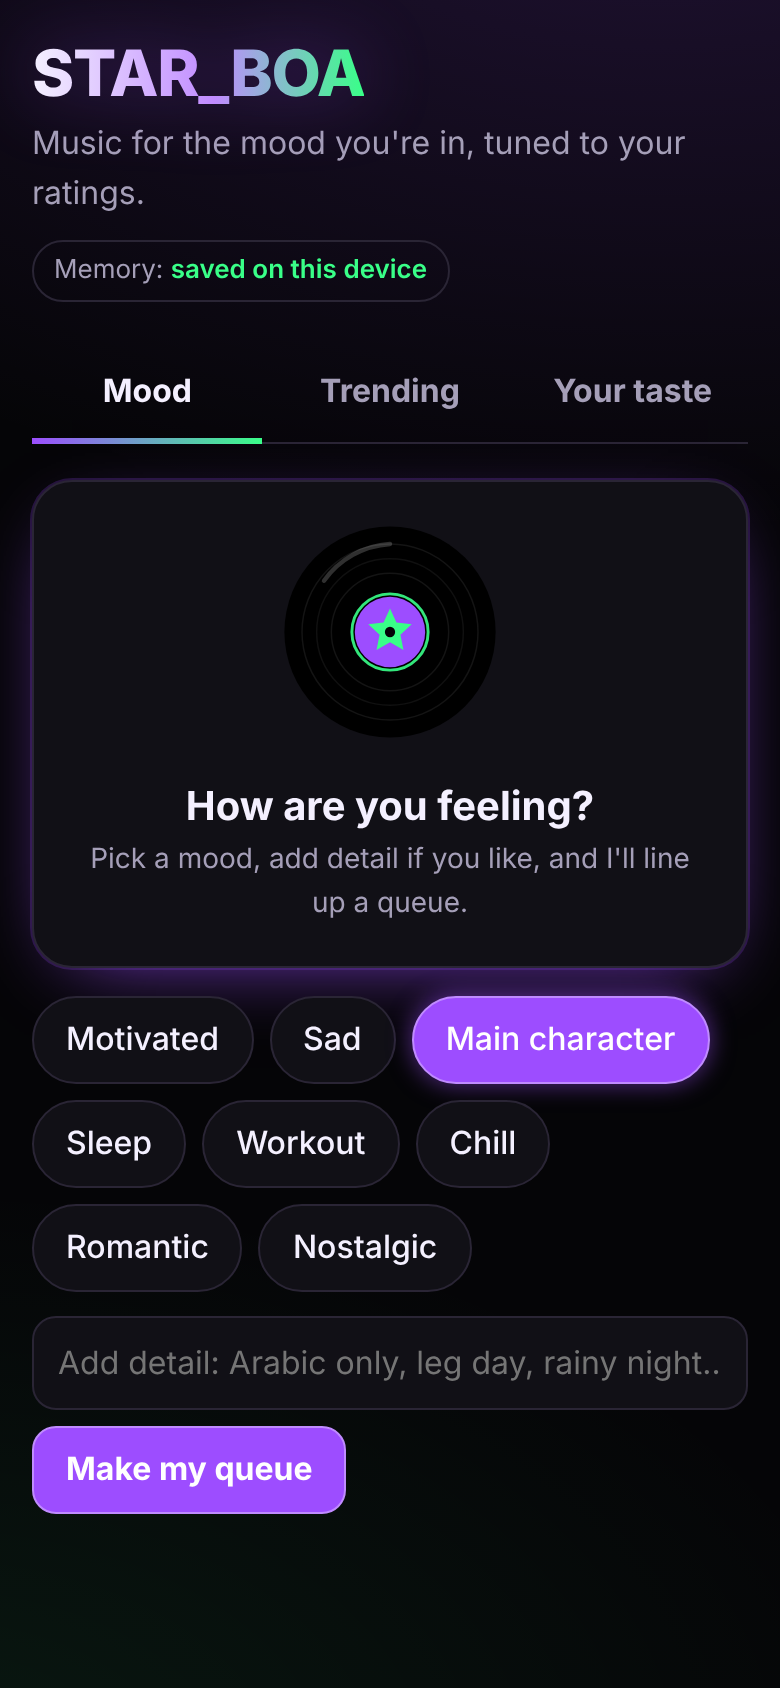 STAR_BOA
Music for the mood you're in, tuned to your
ratings.
Memory: saved on this device
Mood Trending Your taste
How are you feeling?
Pick a mood, add detail if you like, and I'll line
up a queue.
Motivated Sad Main character
Sleep Workout Chill
Romantic Nostalgic
Add detail: Arabic only, leg day, rainy night..
Make my queue